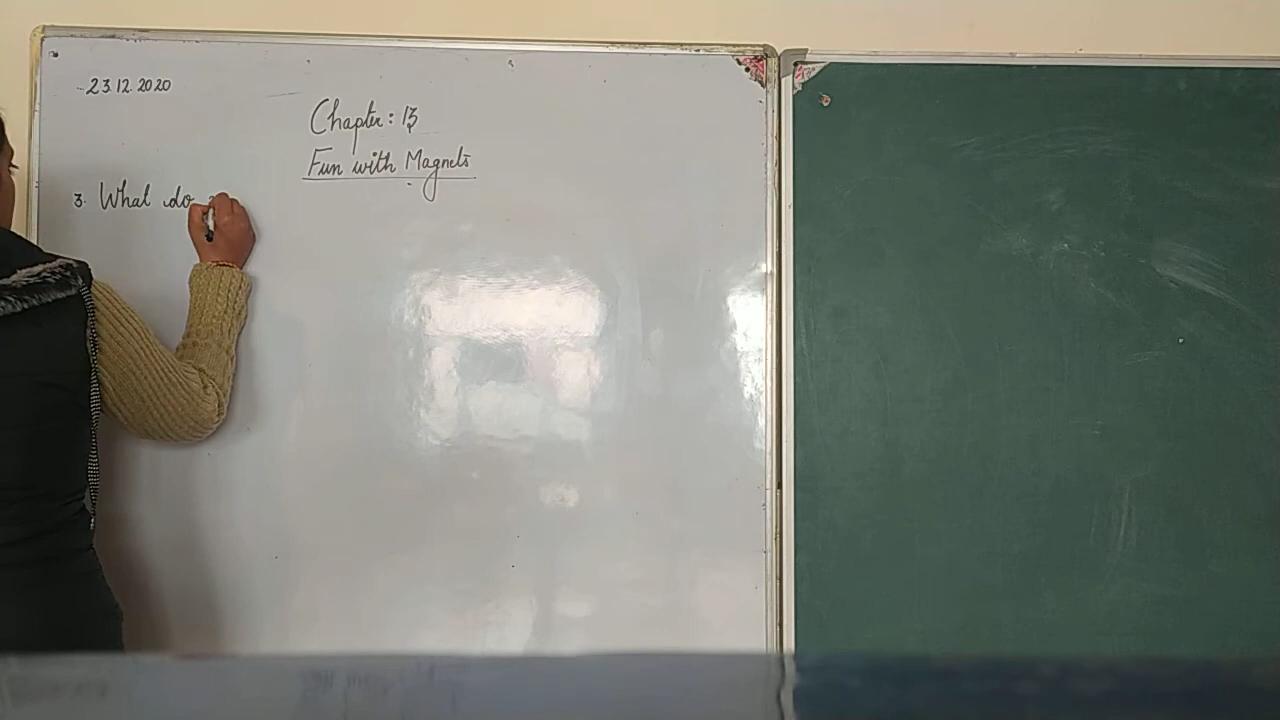 23.12.2020
Chapter: 13
Fun with Magnets
3. What do